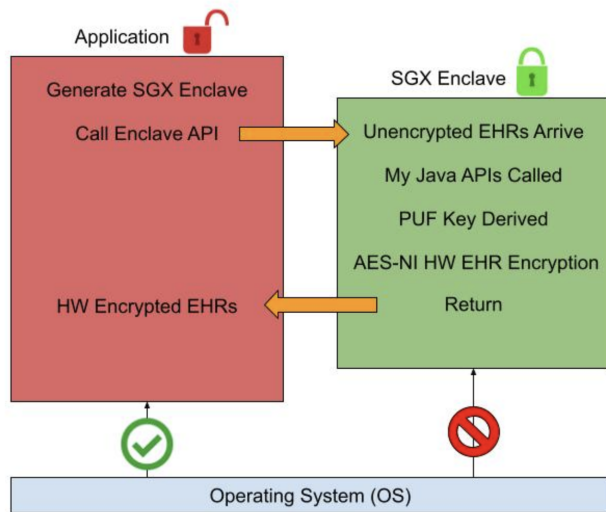 Application
SGX Enclave
Generate SGX Enclave
Call Enclave API
Unencrypted EHRs Arrive
My Java APIs Called
PUF Key Derived
AES-NI HW EHR Encryption
HW Encrypted EHRs
Return
Operating System (OS)